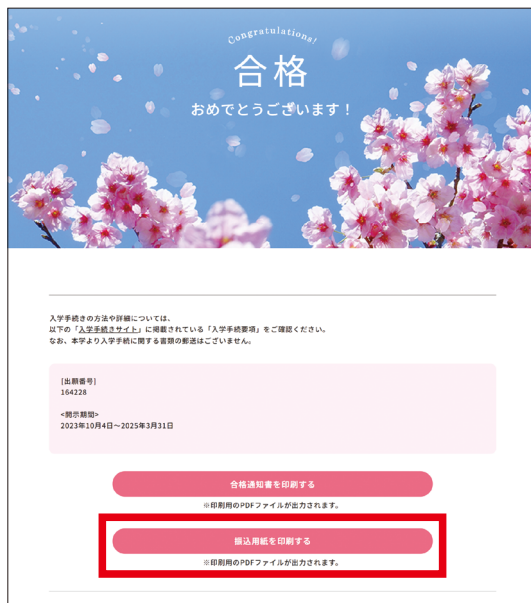 Congratulations!
合格
おめでとうございます！
入学手続きの方法や詳細については、
以下の「入学手続きサイト」に掲載されている「入学手続要項」をご確認ください。
なお、本学より入学手続に関する書類の郵送はございません。
[出願番号]
164228
<開示期間>
2023年10月4日～2025年3月31日
合格通知書を印刷する
※印刷用のPDFファイルが出力されます。
振込用紙を印刷する
※印刷用のPDFファイルが出力されます。